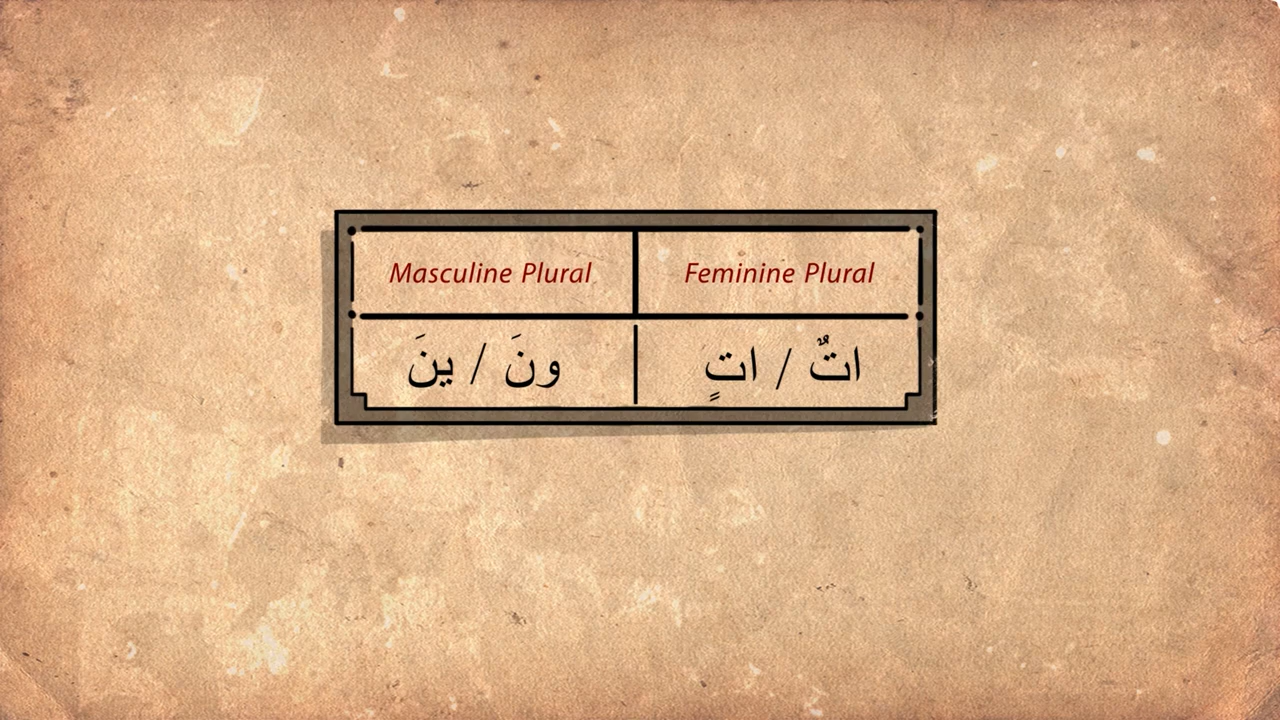 Masculine Plural Feminine Plural
ونَ / ينَ اتٌ / اتٍ